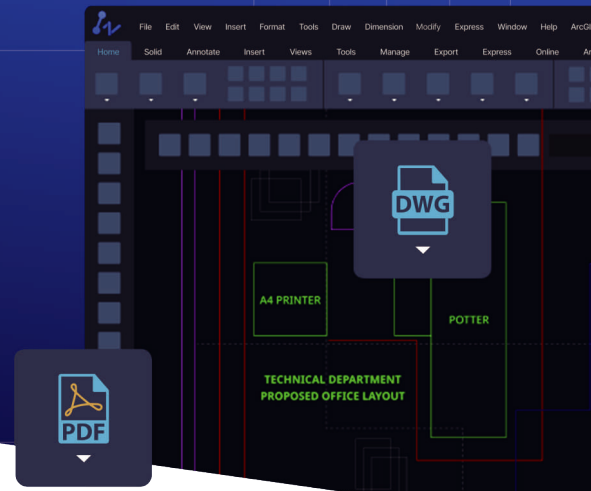 File Edit View Insert Format Tools Draw Dimension Modify Express Window Help
Home Solid Annotate Insert Views Tools Manage Export Express Online
DWG
A4 PRINTER
POTTER
TECHNICAL DEPARTMENT
PROPOSED OFFICE LAYOUT
PDF